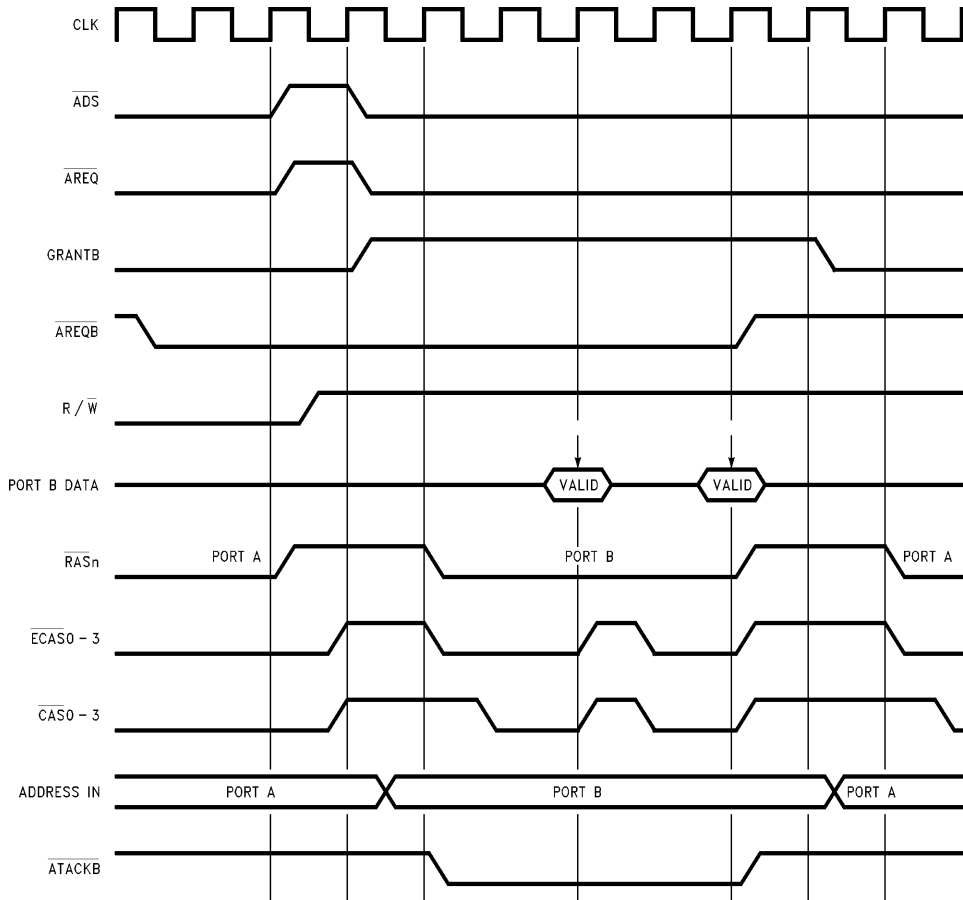 CLK
ADS
AREQ
GRANTB
AREQB
R / W
PORT B DATA
VALID VALID
RASn PORT A PORT B PORT A
ECAS0 - 3
CAS0 - 3
ADDRESS IN PORT A PORT B PORT A
ATACKB